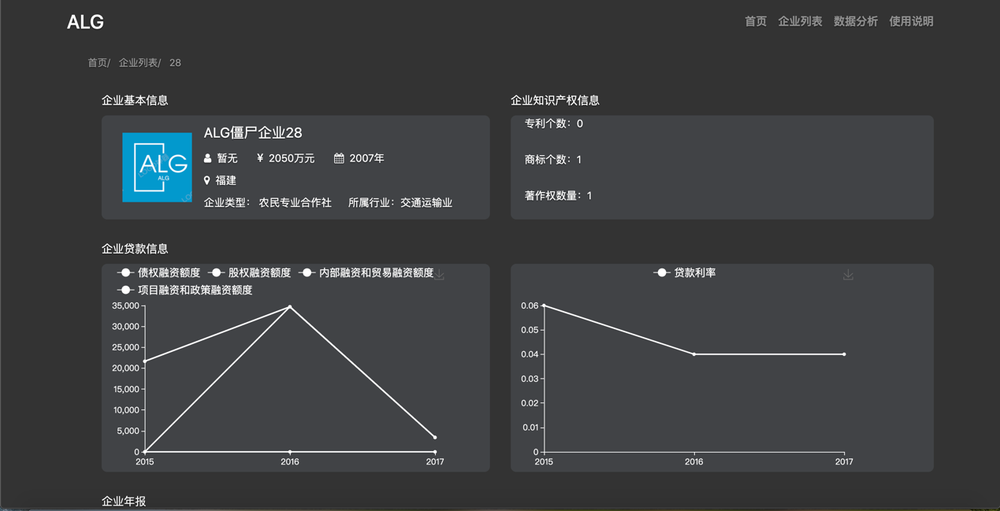 ALG
首页 企业列表 数据分析 使用说明
首页/ 企业列表/ 28
企业基本信息
ALG僵尸企业28
ALG
ALG
暂无 ¥ 2050万元 2007年
福建
企业类型： 农民专业合作社 所属行业：交通运输业
企业知识产权信息
专利个数：0
商标个数：1
著作权数量：1
企业贷款信息
债权融资额度 股权融资额度 内部融资和贸易融资额度
项目融资和政策融资额度
35,000
30,000
25,000
20,000
15,000
10,000
5,000
0
2015 2016 2017
贷款利率
0.06
0.05
0.04
0.03
0.02
0.01
0
2015 2016 2017
企业年报